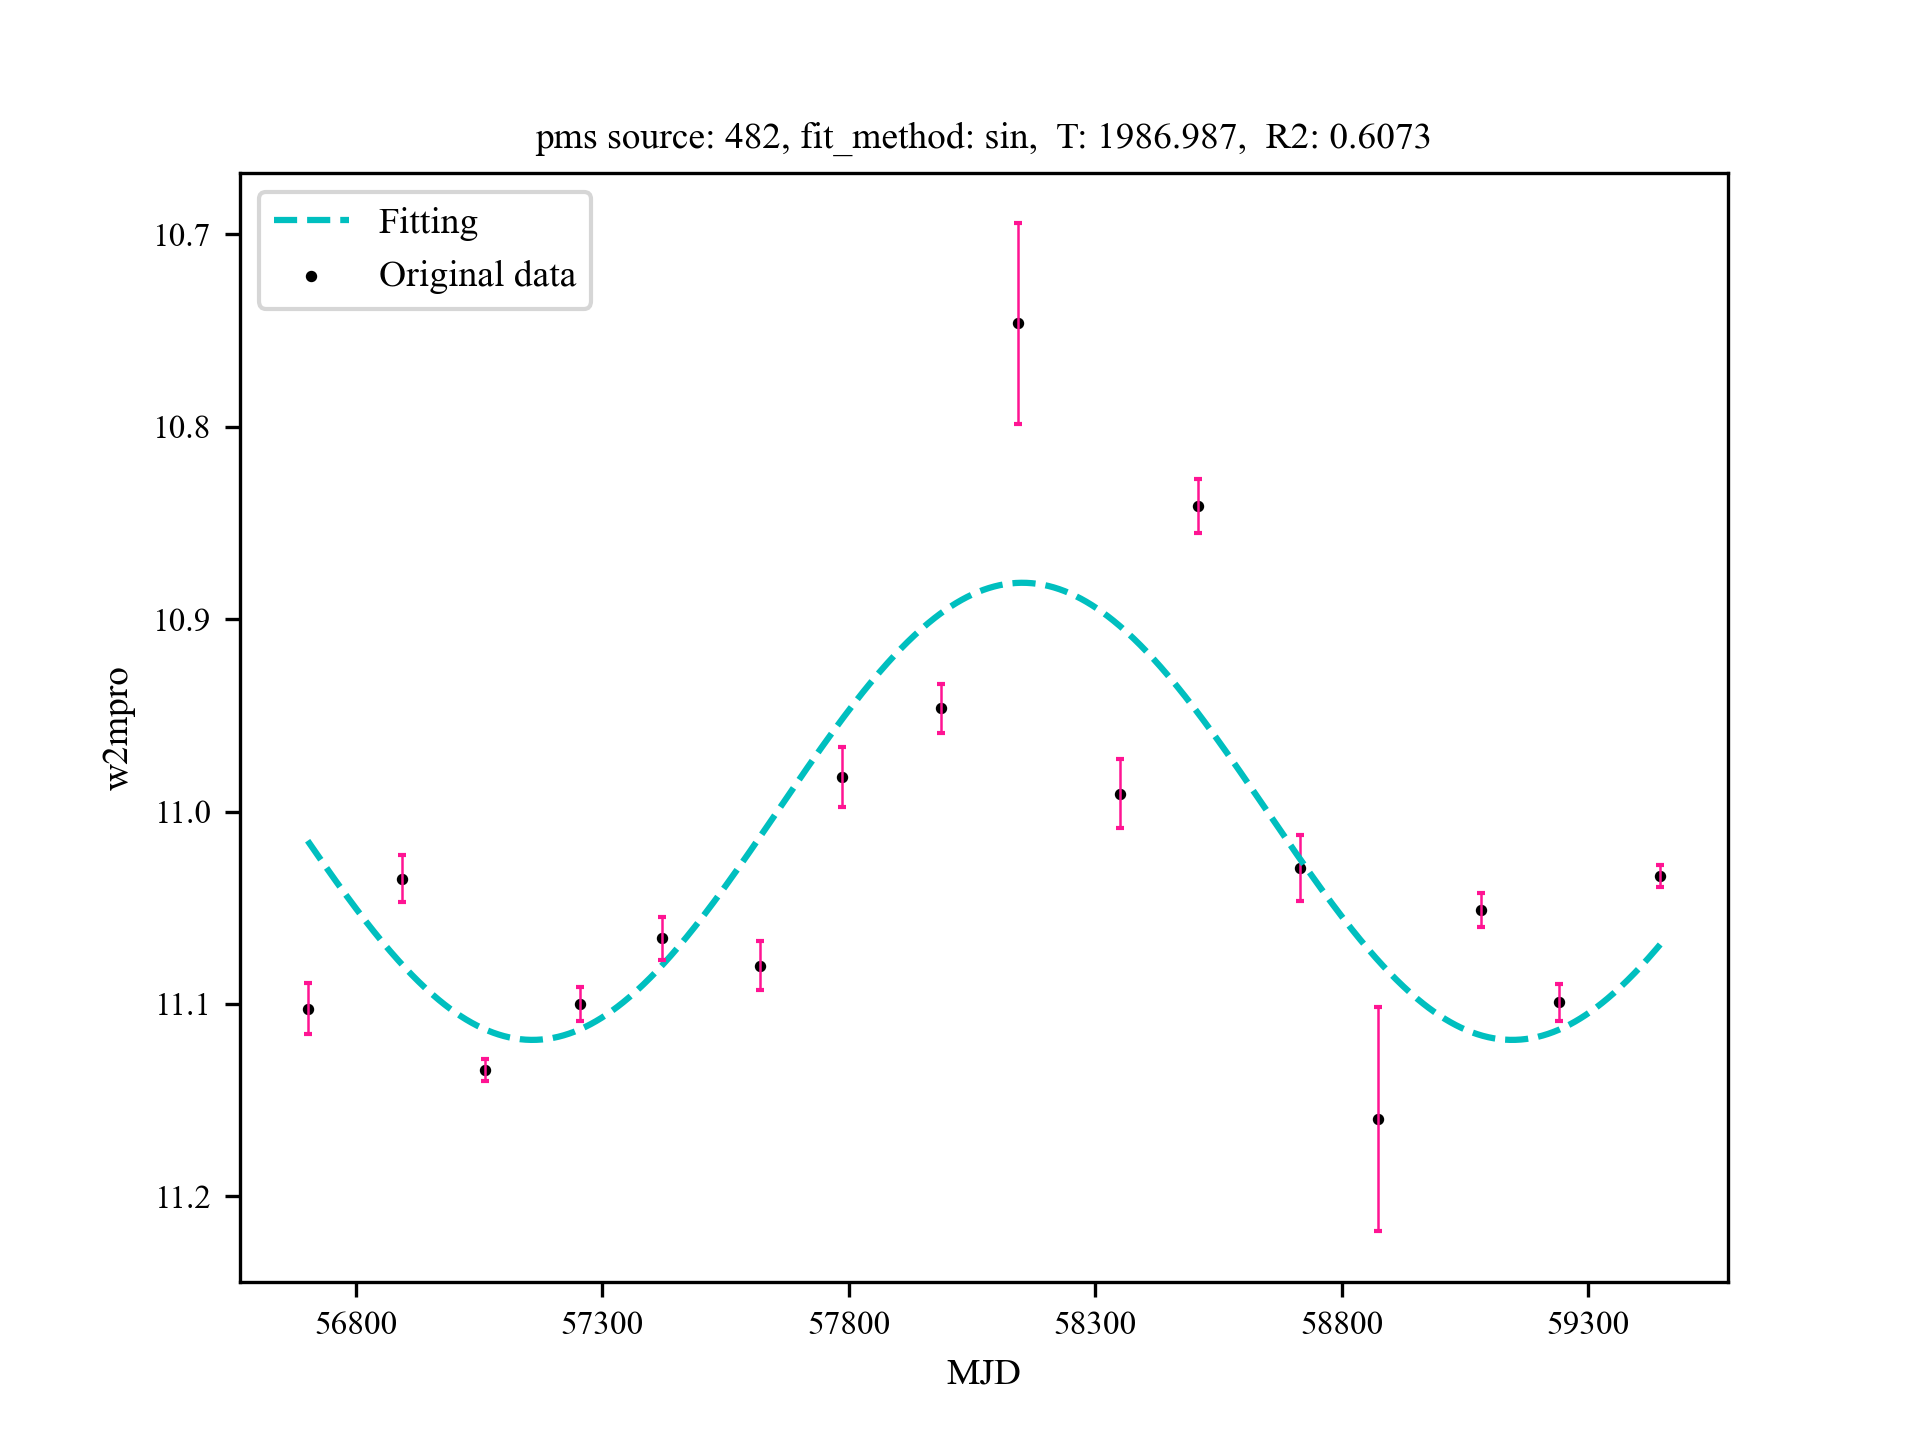 pms source: 482, fit_method: sin,  T: 1986.987,  R2: 0.6073
Fitting
Original data
10.7
10.8
10.9
11.0
11.1
11.2
w2mpro
56800
57300
57800
58300
58800
59300
MJD